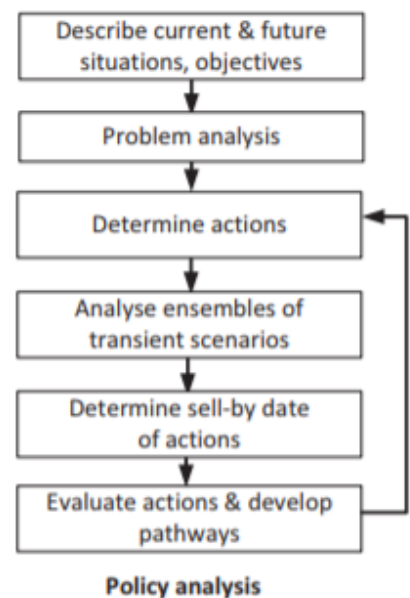 Describe current & future
situations, objectives
Problem analysis
Determine actions
Analyse ensembles of
transient scenarios
Determine sell-by date
of actions
Evaluate actions & develop
pathways
Policy analysis